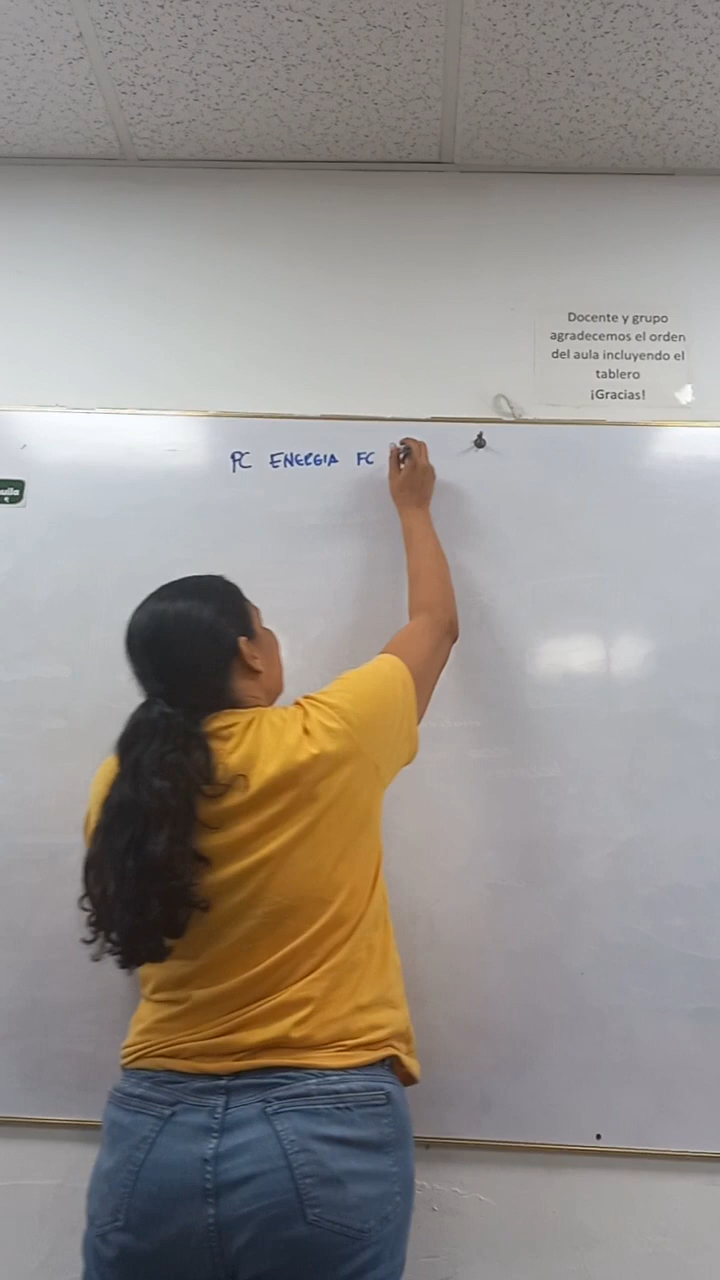 Docente y grupo
agradecemos el orden
del aula incluyendo el
tablero
¡Gracias!
PC ENERGIA FC